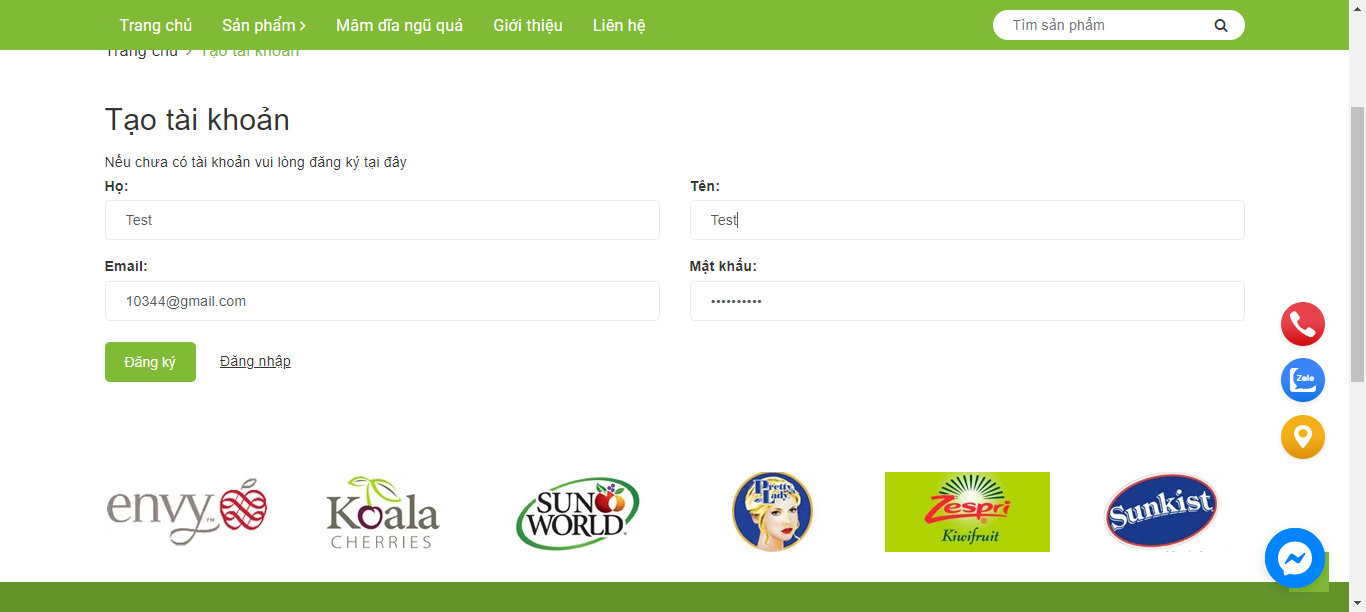 Trang chủ Sản phẩm Mâm dĩa ngũ quả Giới thiệu Liên hệ Tìm sản phẩm
Trang chủ > Tạo tài khoản
Tạo tài khoản
Nếu chưa có tài khoản vui lòng đăng ký tại đây
Họ: Tên:
Test Test
Email: Mật khẩu:
10344@gmail.com ••••••••••
Đăng ký Đăng nhập
Zalo
envy™
Koala
CHERRIES
SUN
WORLD
Pretty
Lady
Zespri
Kiwifruit
Sunkist